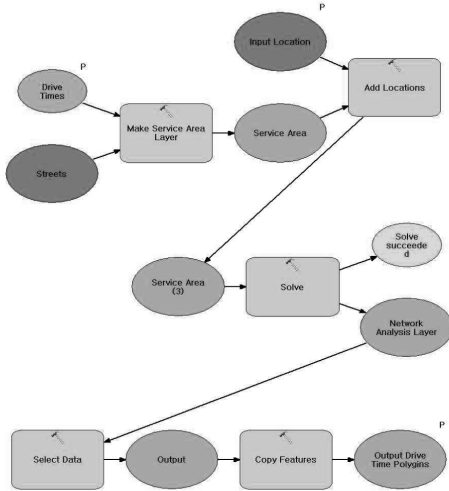 P
Input Location
P
Drive
Times
Add Locations
Make Service Area
Layer
Service Area
Streets
Solve
succeede
d
Service Area
(3)
Solve
Network
Analysis Layer
P
Select Data
Output
Copy Features
Output Drive
Time Polygins